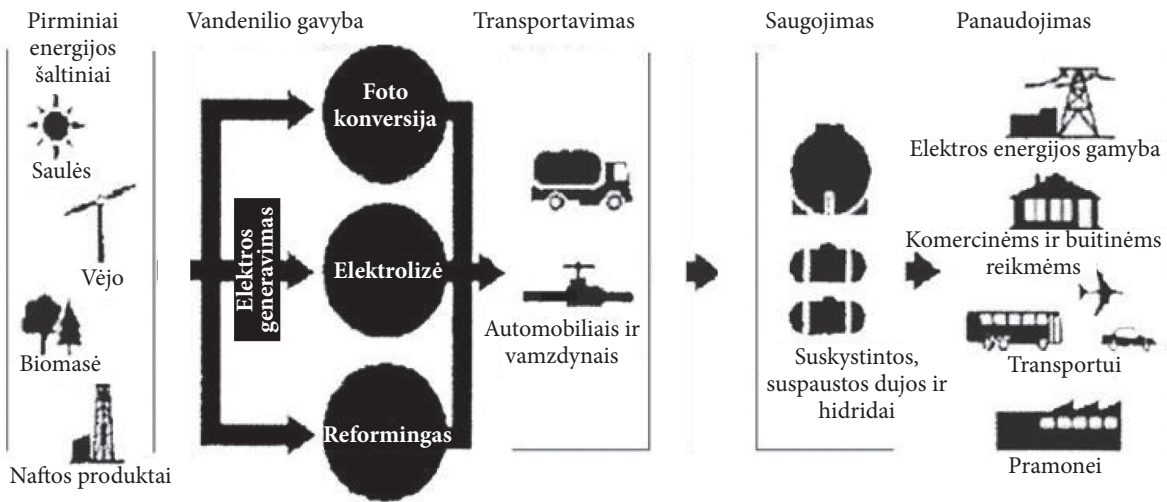 Pirminiai
energijos
šaltiniai
Saulės
Vėjo
Biomasė
Naftos produktai
Vandenilio gavyba
Foto
konversija
Elektros
generavimas
Elektrolizė
Reformingas
Transportavimas
Automobiliais ir
vamzdynais
Saugojimas
Suskystintos,
suspaustos dujos ir
hidridai
Panaudojimas
Elektros energijos gamyba
Komercinėms ir buitinėms
reikmėms
Transportui
Pramonei